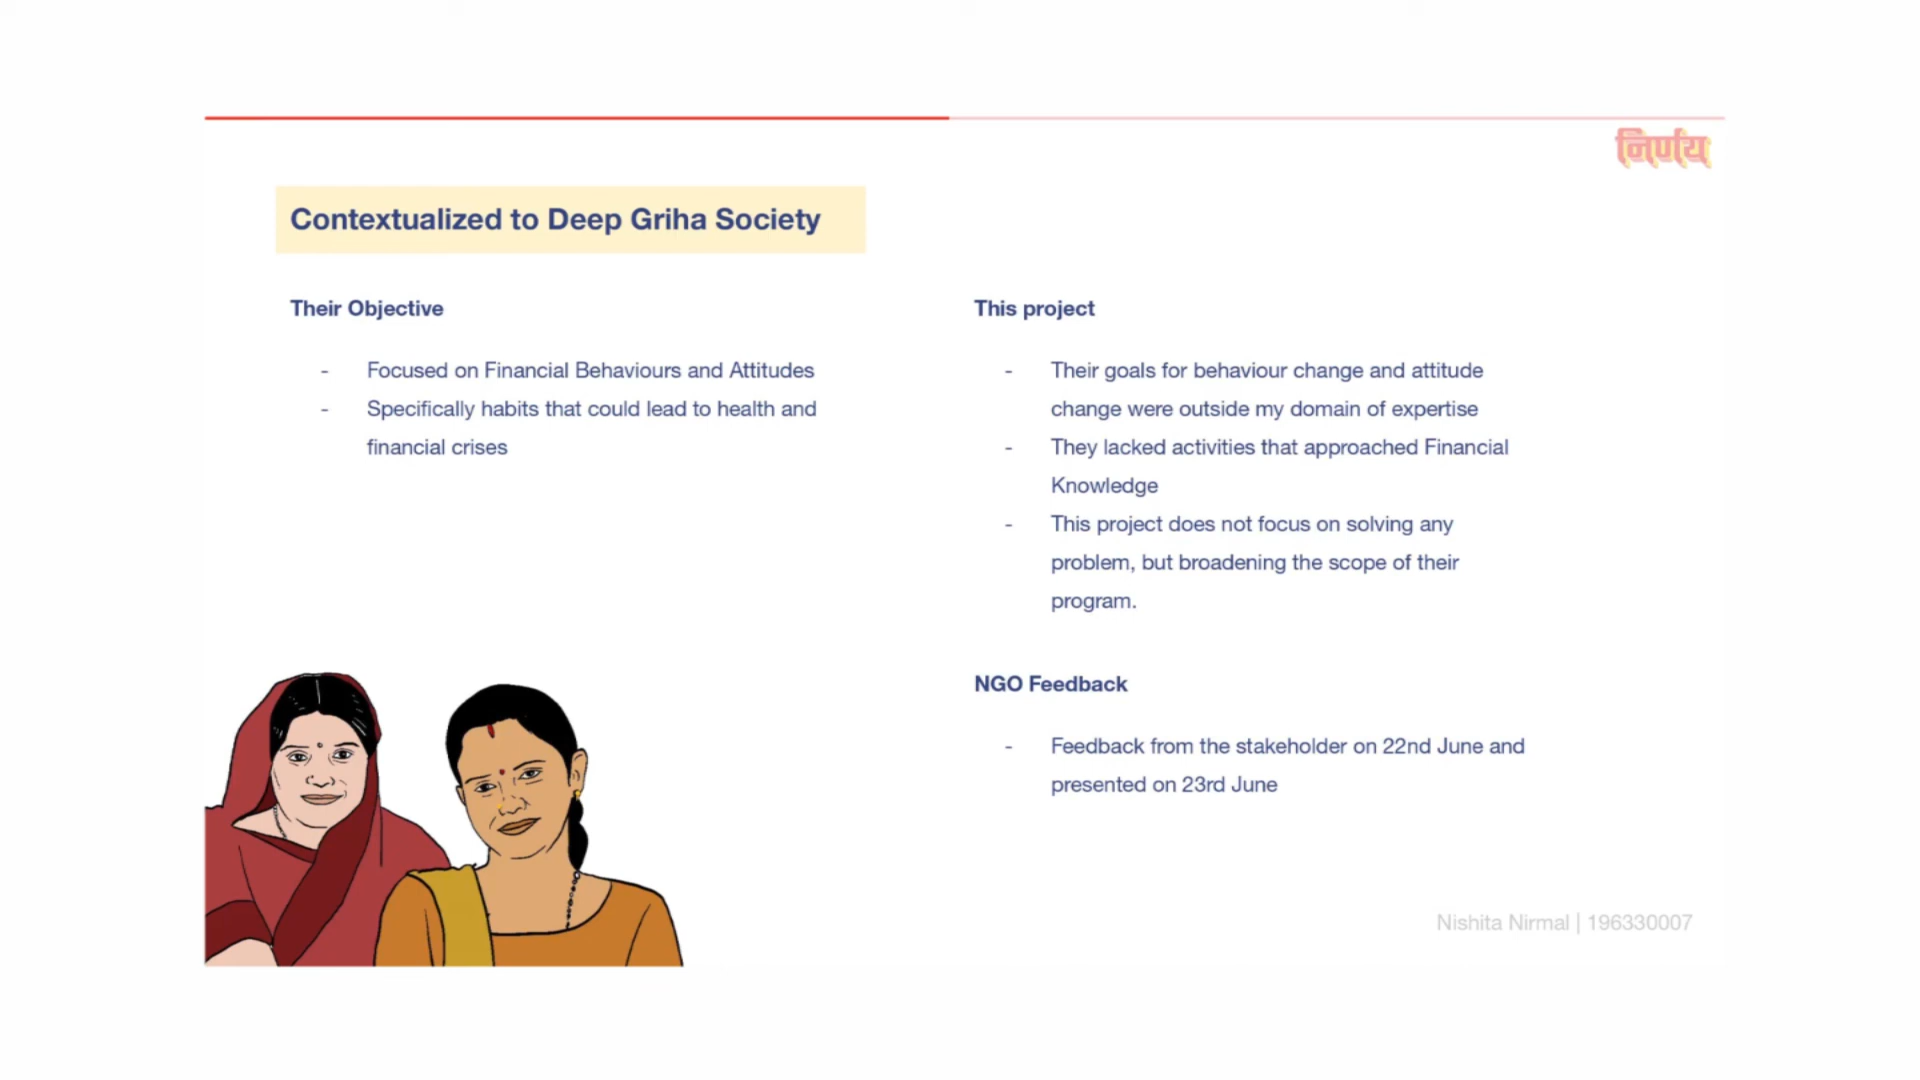 निर्णय
Contextualized to Deep Griha Society
Their Objective
- Focused on Financial Behaviours and Attitudes
- Specifically habits that could lead to health and
financial crises
This project
- Their goals for behaviour change and attitude
change were outside my domain of expertise
- They lacked activities that approached Financial
Knowledge
- This project does not focus on solving any
problem, but broadening the scope of their
program.
NGO Feedback
- Feedback from the stakeholder on 22nd June and
presented on 23rd June
Nishita Nirmal | 196330007